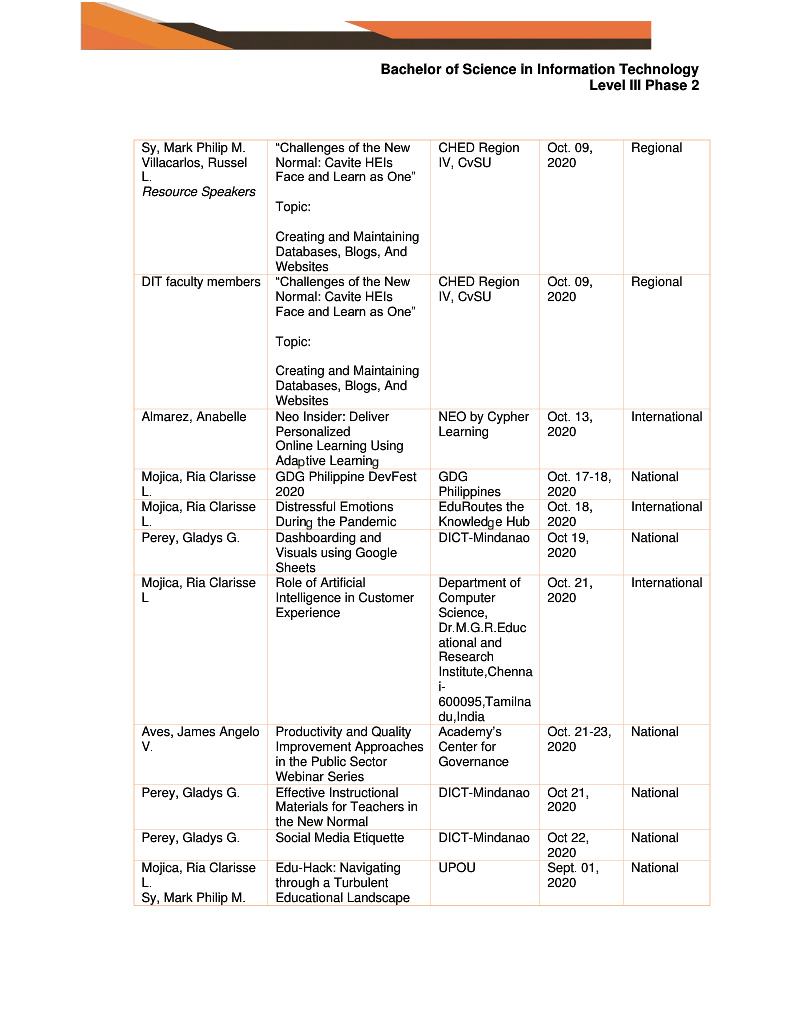 Bachelor of Science in Information Technology
Level III Phase 2
Sy, Mark Philip M.
Villacarlos, Russel
L.
Resource Speakers
“Challenges of the New
Normal: Cavite HEIs
Face and Learn as One”
Topic:
Creating and Maintaining
Databases, Blogs, And
Websites
CHED Region
IV, CvSU
Oct. 09,
2020
Regional
DIT faculty members
“Challenges of the New
Normal: Cavite HEIs
Face and Learn as One”
Topic:
Creating and Maintaining
Databases, Blogs, And
Websites
CHED Region
IV, CvSU
Oct. 09,
2020
Regional
Almarez, Anabelle
Neo Insider: Deliver
Personalized
Online Learning Using
Adaptive Learning
NEO by Cypher
Learning
Oct. 13,
2020
International
Mojica, Ria Clarisse
L.
GDG Philippine DevFest
2020
GDG
Philippines
Oct. 17-18,
2020
National
Mojica, Ria Clarisse
L.
Distressful Emotions
During the Pandemic
EduRoutes the
Knowledge Hub
Oct. 18,
2020
International
Perey, Gladys G.
Dashboarding and
Visuals using Google
Sheets
DICT-Mindanao
Oct 19,
2020
National
Mojica, Ria Clarisse
L
Role of Artificial
Intelligence in Customer
Experience
Department of
Computer
Science,
Dr.M.G.R.Educ
ational and
Research
Institute,Chenna
i-
600095,Tamilna
du,India
Oct. 21,
2020
International
Aves, James Angelo
V.
Productivity and Quality
Improvement Approaches
in the Public Sector
Webinar Series
Academy’s
Center for
Governance
Oct. 21-23,
2020
National
Perey, Gladys G.
Effective Instructional
Materials for Teachers in
the New Normal
DICT-Mindanao
Oct 21,
2020
National
Perey, Gladys G.
Social Media Etiquette
DICT-Mindanao
Oct 22,
2020
National
Mojica, Ria Clarisse
L.
Sy, Mark Philip M.
Edu-Hack: Navigating
through a Turbulent
Educational Landscape
UPOU
Sept. 01,
2020
National